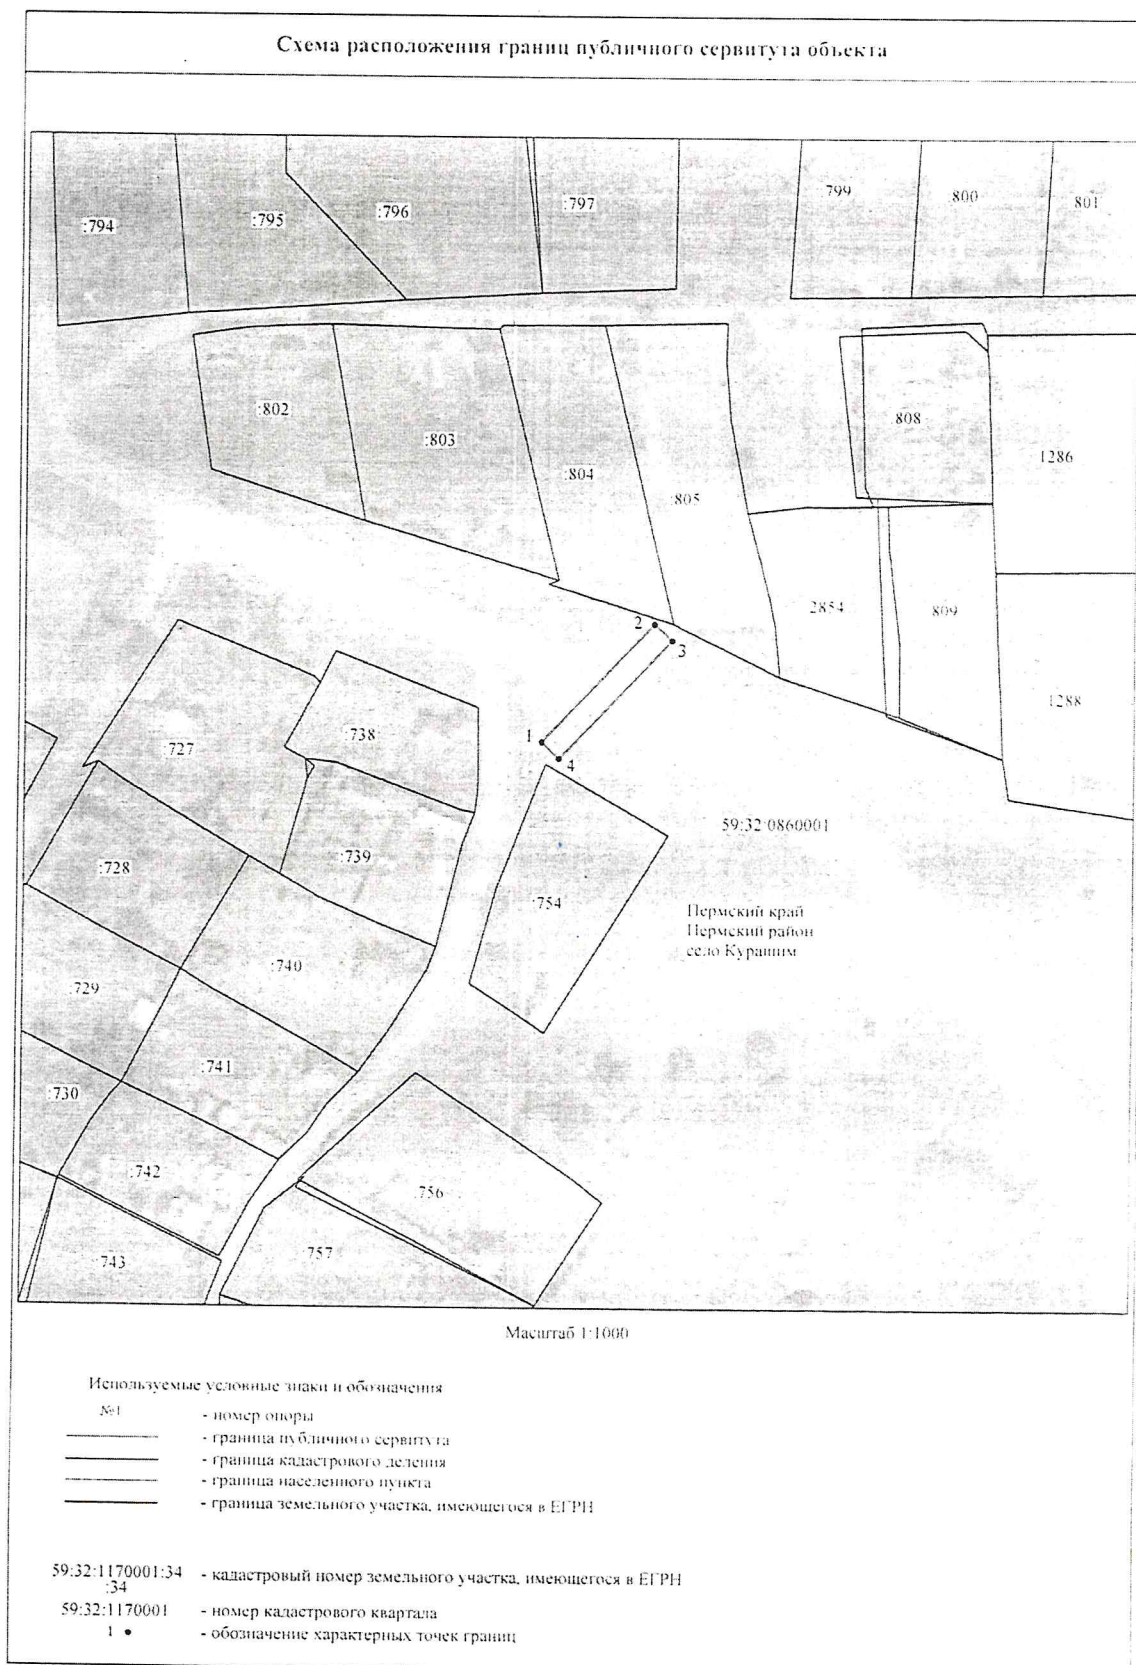 Схема расположения границ публичного сервитута объекта
:794
:795
:796
:797
799
800
801
:802
:803
:804
:805
808
1286
2854
809
1288
2
3
1
4
:727
:738
:728
:739
59:32:0860001
:754
Пермский край
Пермский район
село Курашим
:729
:740
:730
:741
:742
:756
:743
:757
Масштаб 1:1000
Используемые условные знаки и обозначения
№1 - номер опоры
- граница публичного сервитута
- граница кадастрового деления
- граница населенного пункта
- граница земельного участка, имеющегося в ЕГРН
59:32:1170001:34
:34 - кадастровый номер земельного участка, имеющегося в ЕГРН
59:32:1170001 - номер кадастрового квартала
1 • - обозначение характерных точек границ